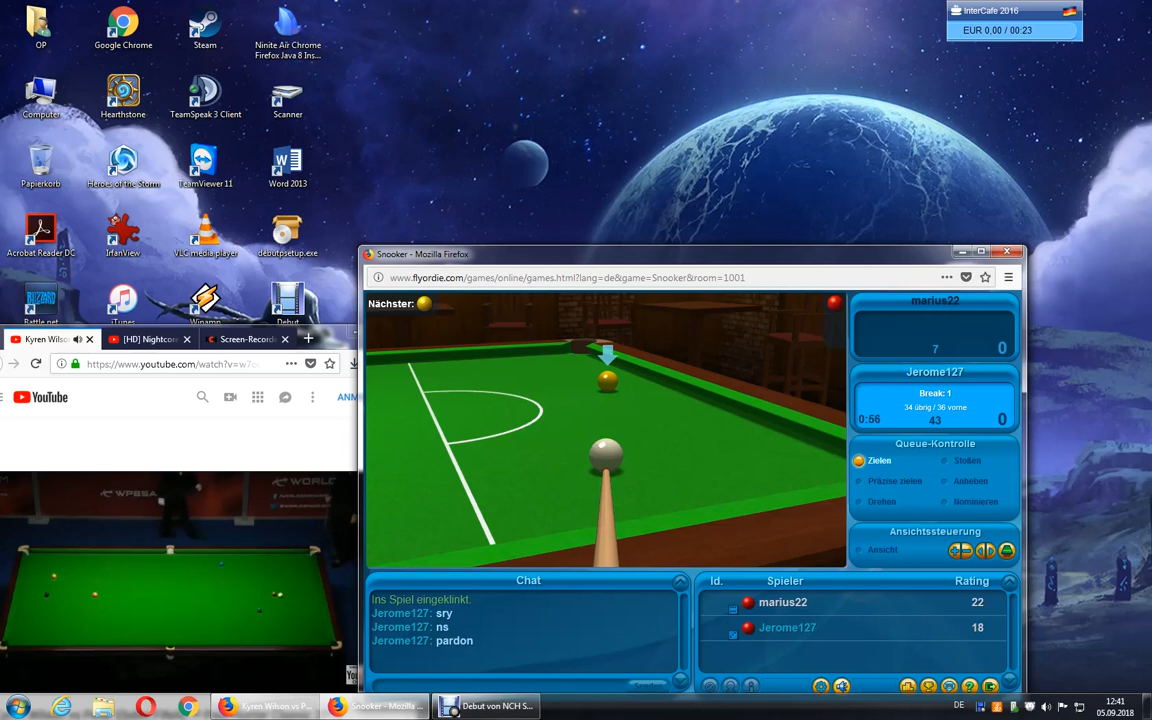 OP
Google Chrome
Steam
Ninite Air Chrome
Firefox Java 8 Ins...
Computer
Hearthstone
TeamSpeak 3 Client
Scanner
Papierkorb
Heroes of the Storm
TeamViewer 11
Word 2013
Acrobat Reader DC
IrfanView
VLC media player
debutpsetup.exe
Battle.net
iTunes
Winamp
Debut
InterCafe 2016
EUR 0,00 / 00:23
Kyren Wilso
[HD] Nightcore
Screen-Recorde
https://www.youtube.com/watch?v=w7o
YouTube
ANM
WPBSA
WORLD
Snooker - Mozilla Firefox
www.flyordie.com/games/online/games.html?lang=de&game=Snooker&room=1001
Nächster:
marius22
7
0
Jerome127
Break: 1
34 übrig / 36 vorne
0:56
43
0
Queue-Kontrolle
Zielen
Stoßen
Präzise zielen
Anheben
Drehen
Nominieren
Ansichtssteuerung
Ansicht
Chat
Ins Spiel eingeklinkt.
Jerome127: sry
Jerome127: ns
Jerome127: pardon
Id.
Spieler
Rating
marius22
22
Jerome127
18
Kyren Wilson vs P...
Snooker - Mozilla ...
Debut von NCH S...
DE
12:41
05.09.2018